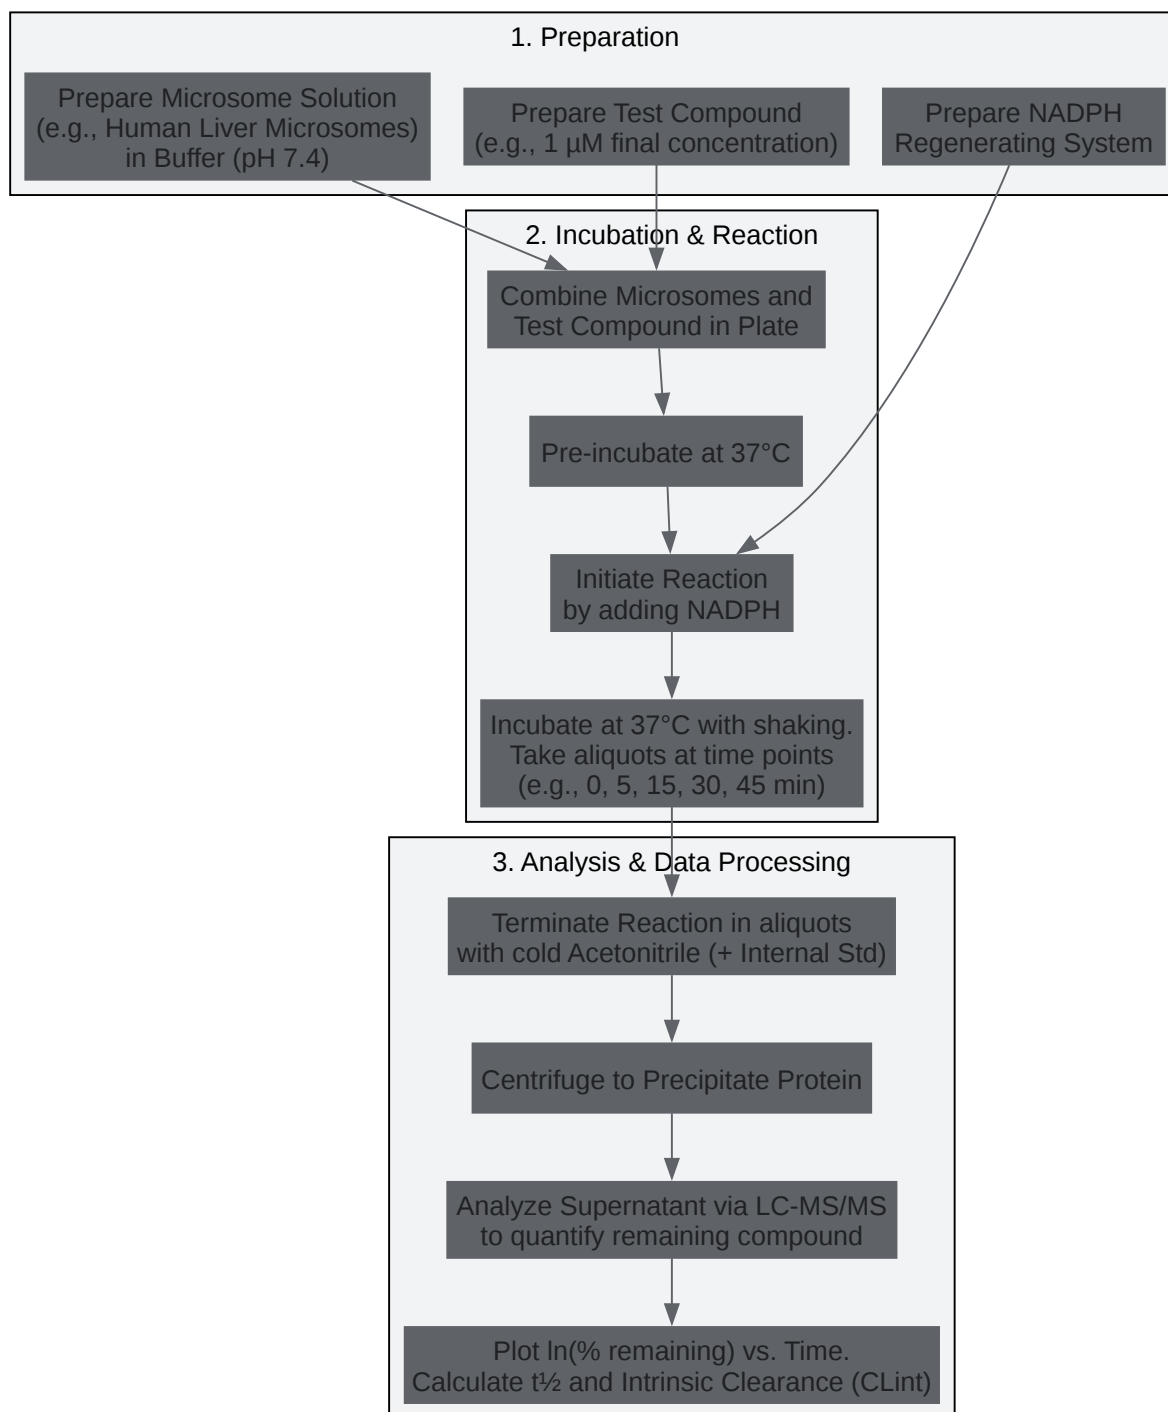 1. Preparation
Prepare Microsome Solution
(e.g., Human Liver Microsomes)
in Buffer (pH 7.4)
Prepare Test Compound
(e.g., 1 µM final concentration)
Prepare NADPH
Regenerating System
2. Incubation & Reaction
Combine Microsomes and
Test Compound in Plate
Pre-incubate at 37°C
Initiate Reaction
by adding NADPH
Incubate at 37°C with shaking.
Take aliquots at time points
(e.g., 0, 5, 15, 30, 45 min)
3. Analysis & Data Processing
Terminate Reaction in aliquots
with cold Acetonitrile (+ Internal Std)
Centrifuge to Precipitate Protein
Analyze Supernatant via LC-MS/MS
to quantify remaining compound
Plot ln(% remaining) vs. Time.
Calculate t½ and Intrinsic Clearance (CLint)